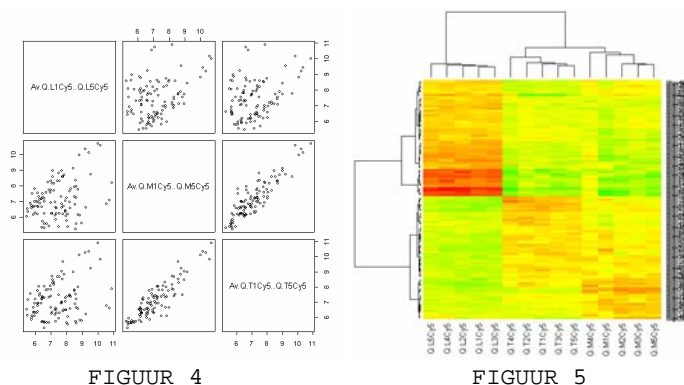 6 7 8 9 10
Av.Q.L1Cy5..Q.L5Cy5
6 7 8 9 10 11
6 7 8 9 10
Av.Q.M1Cy5..Q.M5Cy5
Av.Q.T1Cy5..Q.T5Cy5
6 7 8 9 10 11
6 7 8 9 10 11
6 7 8 9 10 11
FIGUUR 4
Q.L5Cy5
Q.L4Cy5
Q.L2Cy5
Q.L1Cy5
Q.L3Cy5
Q.T4Cy5
Q.T2Cy5
Q.T1Cy5
Q.T3Cy5
Q.T5Cy5
Q.M4Cy5
Q.M1Cy5
Q.M2Cy5
Q.M3Cy5
Q.M5Cy5
FIGUUR 5